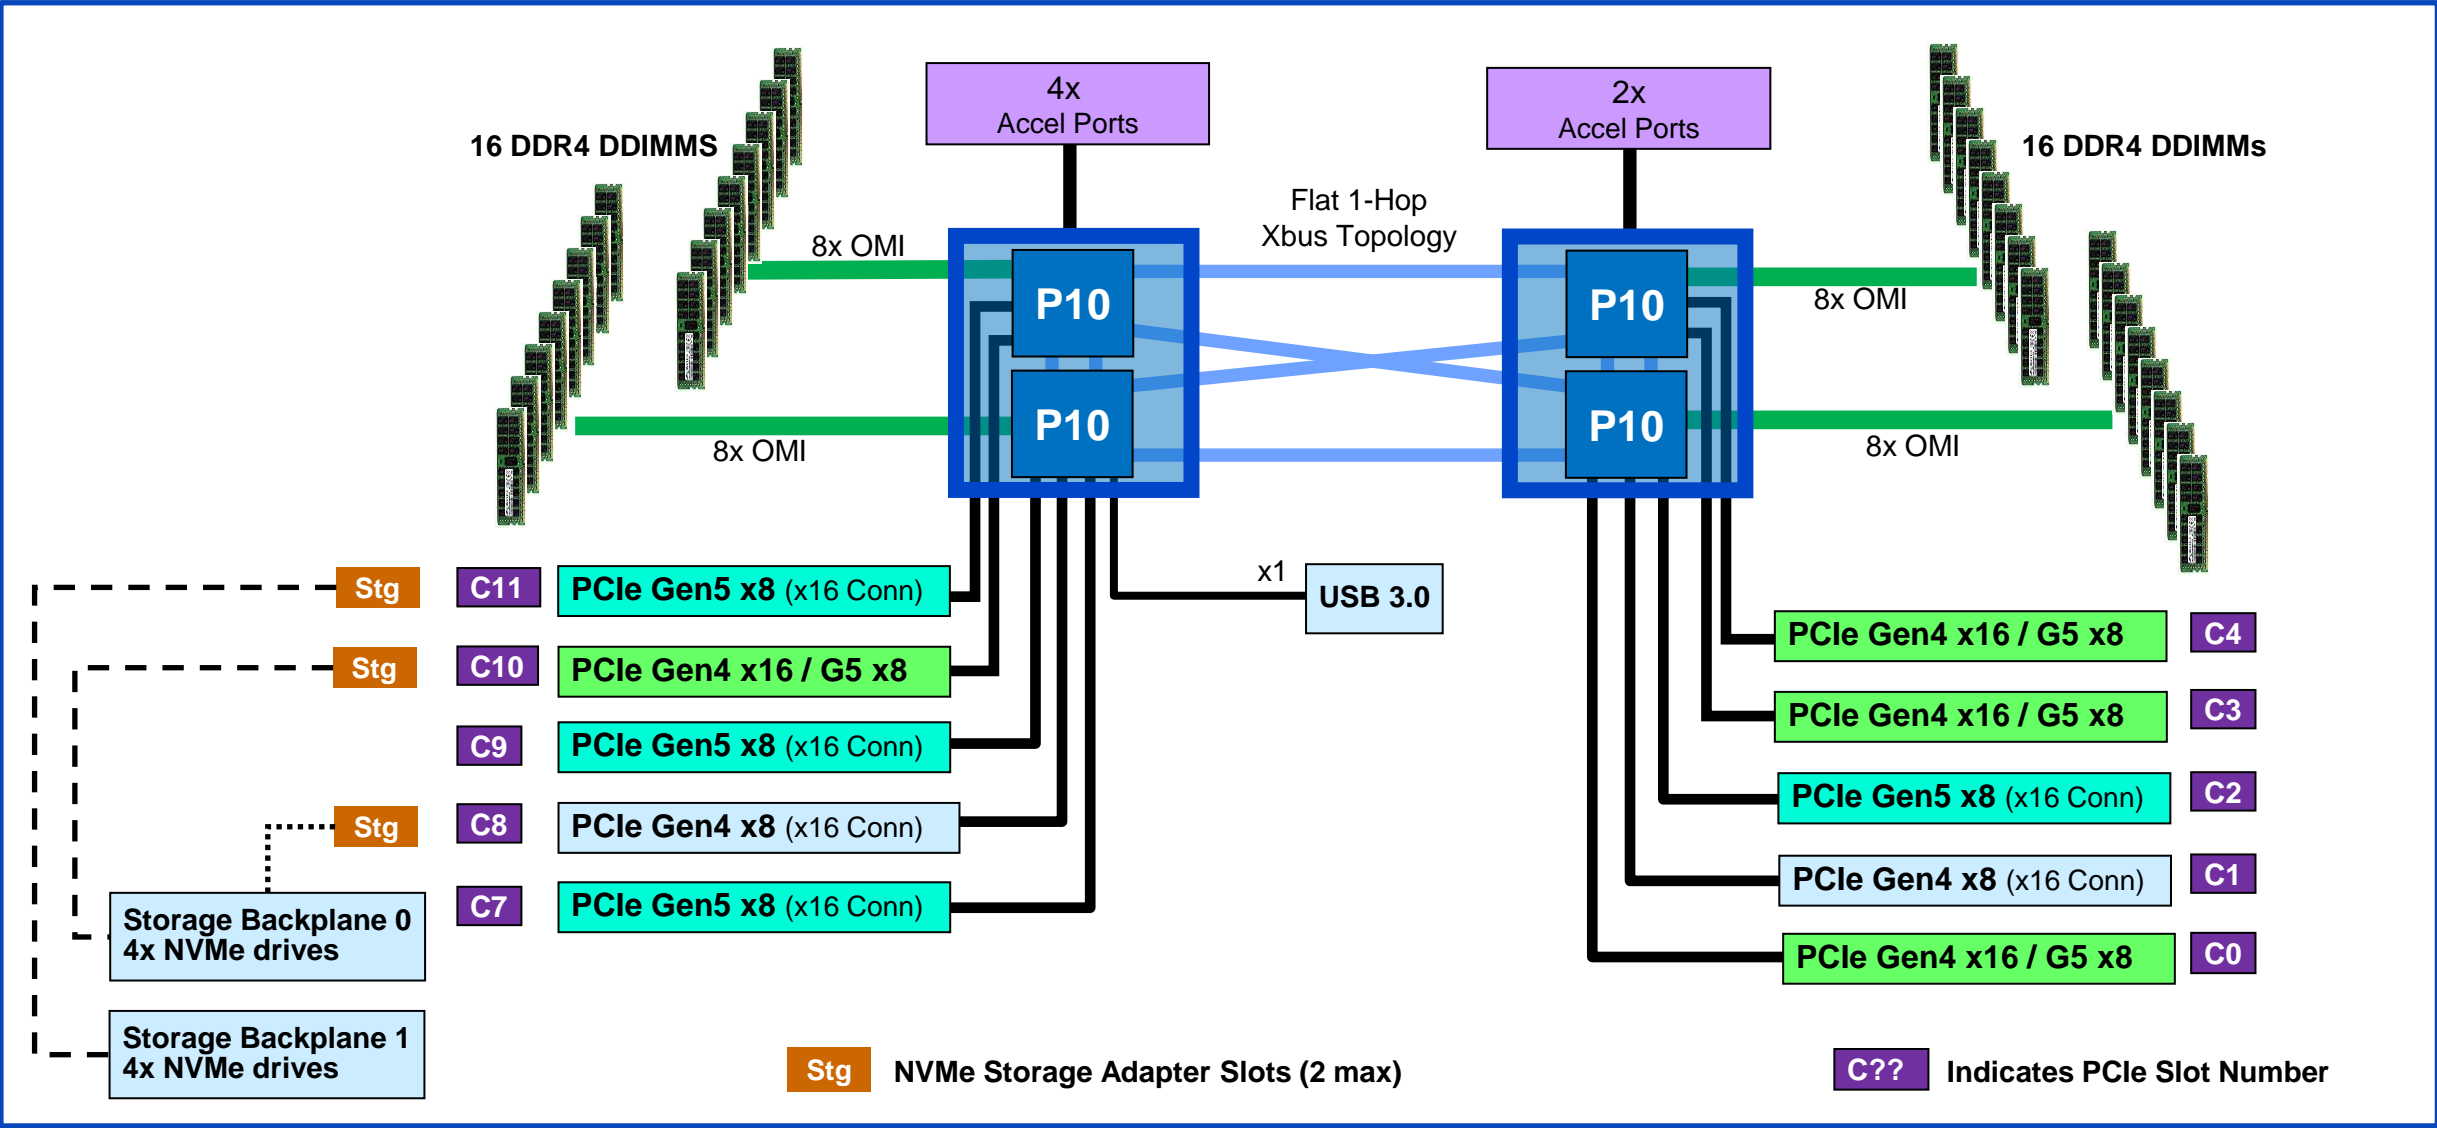 4x
Accel Ports
2x
Accel Ports
16 DDR4 DDIMMS
16 DDR4 DDIMMs
Flat 1-Hop
Xbus Topology
8x OMI
8x OMI
8x OMI
8x OMI
P10
P10
P10
P10
x1
USB 3.0
Stg
C11
PCIe Gen5 x8 (x16 Conn)
Stg
C10
PCIe Gen4 x16 / G5 x8
C9
PCIe Gen5 x8 (x16 Conn)
Stg
C8
PCIe Gen4 x8 (x16 Conn)
C7
PCIe Gen5 x8 (x16 Conn)
PCIe Gen4 x16 / G5 x8
C4
PCIe Gen4 x16 / G5 x8
C3
PCIe Gen5 x8 (x16 Conn)
C2
PCIe Gen4 x8 (x16 Conn)
C1
PCIe Gen4 x16 / G5 x8
C0
Storage Backplane 0
4x NVMe drives
Storage Backplane 1
4x NVMe drives
Stg
NVMe Storage Adapter Slots (2 max)
C??
Indicates PCIe Slot Number